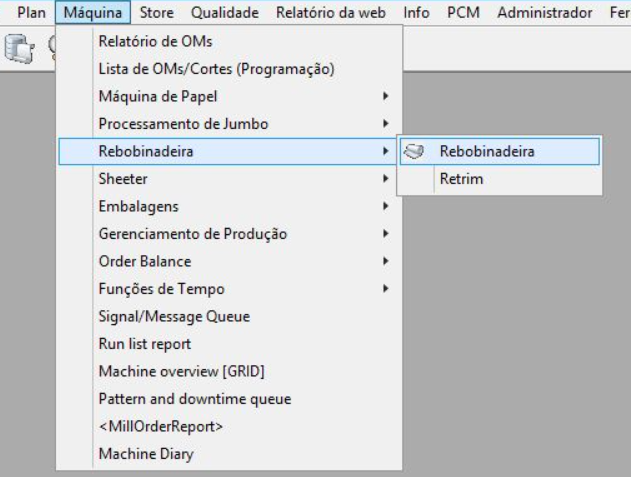 Plan Máquina Store Qualidade Relatório da web Info PCM Administrador Fer
Relatório de OMs
Lista de OMs/Cortes (Programação)
Máquina de Papel
Processamento de Jumbo
Rebobinadeira
Rebobinadeira
Sheeter
Retrim
Embalagens
Gerenciamento de Produção
Order Balance
Funções de Tempo
Signal/Message Queue
Run list report
Machine overview [GRID]
Pattern and downtime queue
<MillOrderReport>
Machine Diary